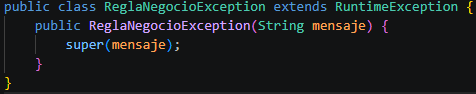 public class ReglaNegocioException extends RuntimeException {
    public ReglaNegocioException(String mensaje) {
        super(mensaje);
    }
}